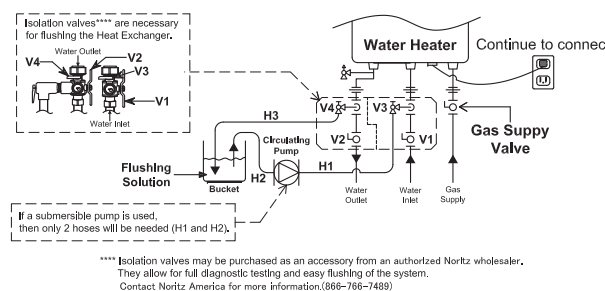 Isolation valves**** are necessary
for flushing the Heat Exchanger.
Water Outlet
V4
V2
V3
V1
Water Inlet
Water Heater
Continue to connec
V4
V3
H3
V2
V1
Gas Suppy
Valve
Circulating
Pump
H1
H2
Flushing
Solution
Bucket
Water
Outlet
Water
Inlet
Gas
Supply
If a submersible pump is used,
then only 2 hoses will be needed (H1 and H2).
**** Isolation valves may be purchased as an accessory from an authorized Noritz wholesaler.
They allow for full diagnostic testing and easy flushing of the system.
Contact Noritz America for more information.(866-766-7489)